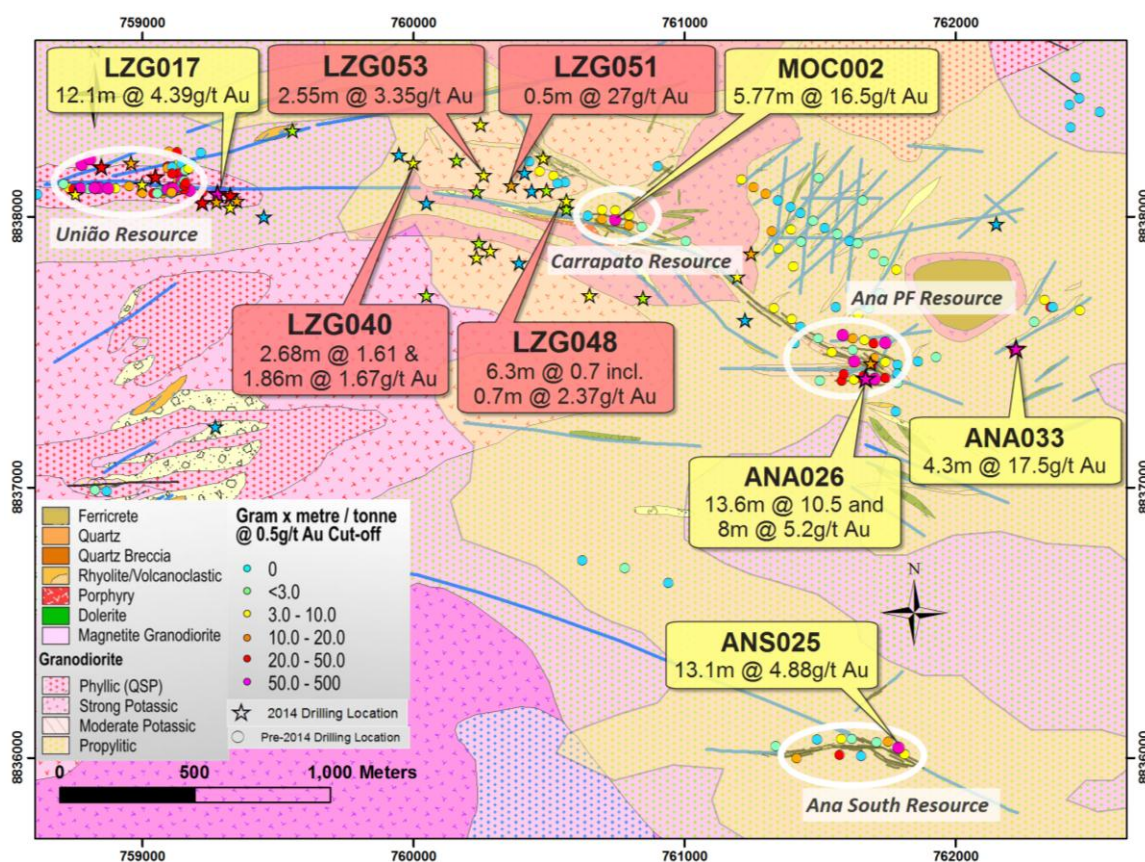 759000
760000
761000
762000
LZG017
12.1m @ 4.39g/t Au
LZG053
2.55m @ 3.35g/t Au
LZG051
0.5m @ 27g/t Au
MOC002
5.77m @ 16.5g/t Au
8838000
8838000
União Resource
Carrapato Resource
Ana PF Resource
LZG040
2.68m @ 1.61 &
1.86m @ 1.67g/t Au
LZG048
6.3m @ 0.7 incl.
0.7m @ 2.37g/t Au
ANA033
4.3m @ 17.5g/t Au
ANA026
13.6m @ 10.5 and
8m @ 5.2g/t Au
8837000
8837000
Ferricrete
Quartz
Quartz Breccia
Rhyolite/Volcanoclastic
Porphyry
Dolerite
Magnetite Granodiorite
Granodiorite
Phyllic (QSP)
Strong Potassic
Moderate Potassic
Propylitic
Gram x metre / tonne
@ 0.5g/t Au Cut-off
0
<3.0
3.0 - 10.0
10.0 - 20.0
20.0 - 50.0
50.0 - 500
2014 Drilling Location
Pre-2014 Drilling Location
N
ANS025
13.1m @ 4.88g/t Au
8836000
8836000
0 500 1,000 Meters
Ana South Resource
759000
760000
761000
762000